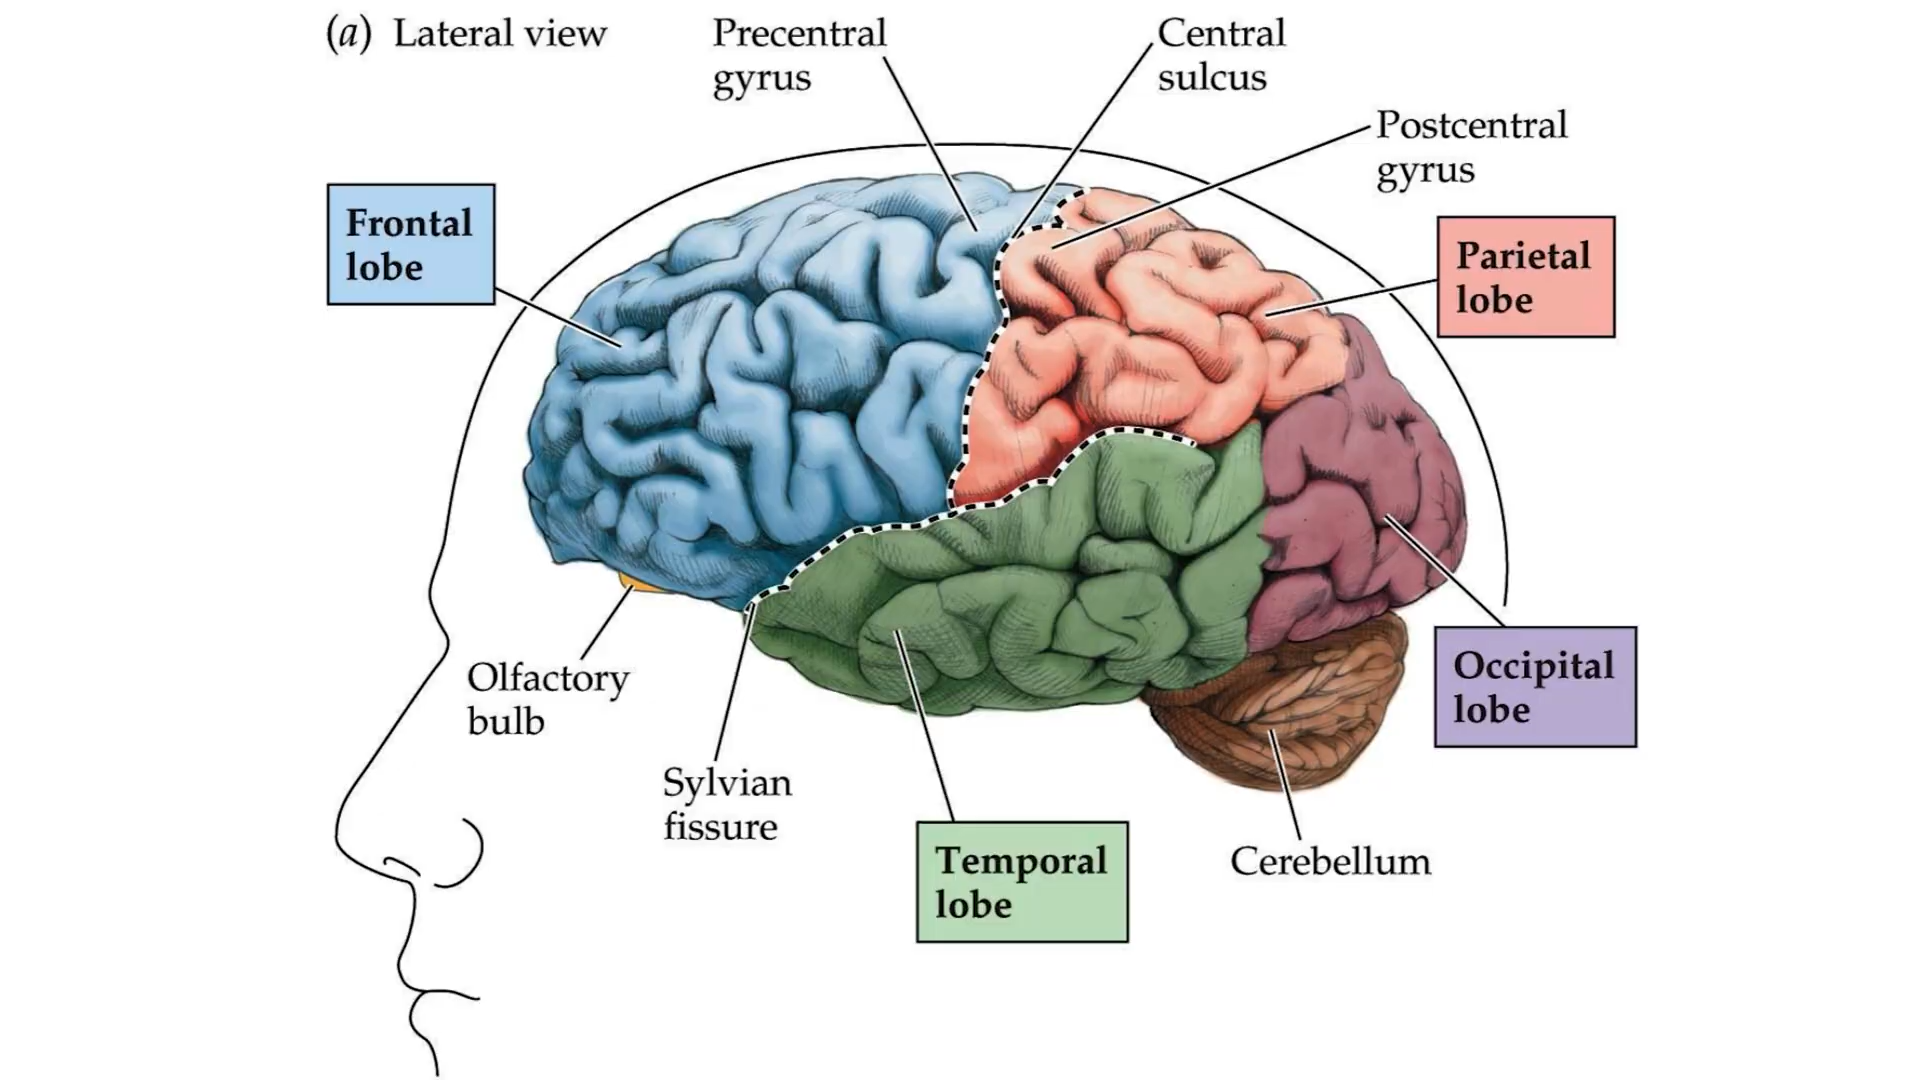 (a) Lateral view
Precentral
gyrus
Central
sulcus
Postcentral
gyrus
Frontal
lobe
Parietal
lobe
Olfactory
bulb
Occipital
lobe
Sylvian
fissure
Temporal
lobe
Cerebellum